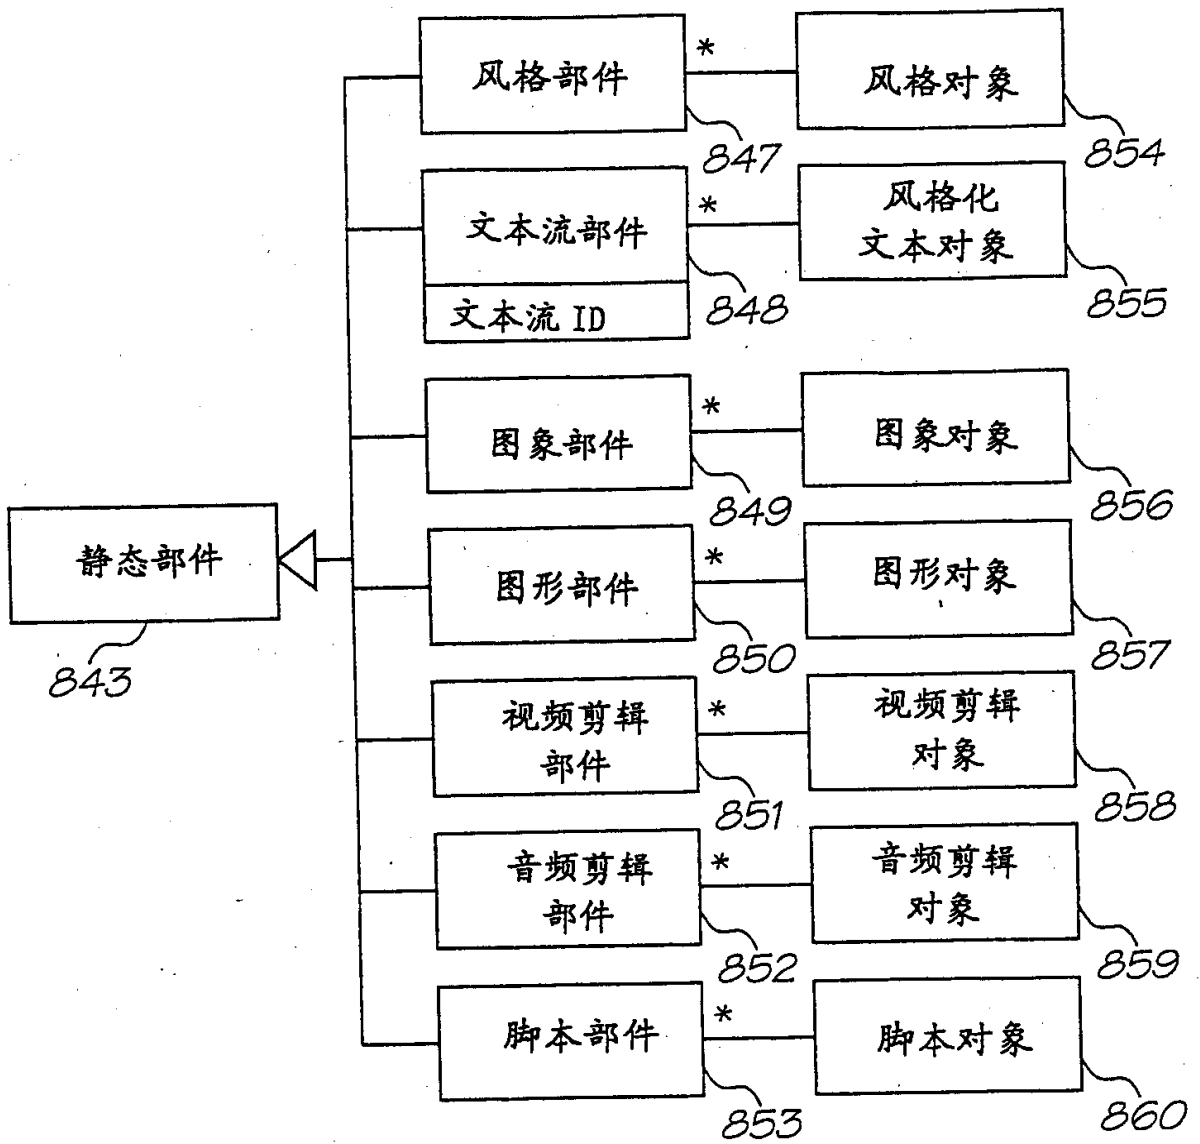 风格部件
*
风格对象
847
854
文本流部件
*
风格化
文本对象
文本流 ID
848
855
图象部件
*
图象对象
849
856
静态部件
843
图形部件
*
图形对象
850
857
视频剪辑
部件
*
视频剪辑
对象
851
858
音频剪辑
部件
*
音频剪辑
对象
852
859
脚本部件
*
脚本对象
853
860